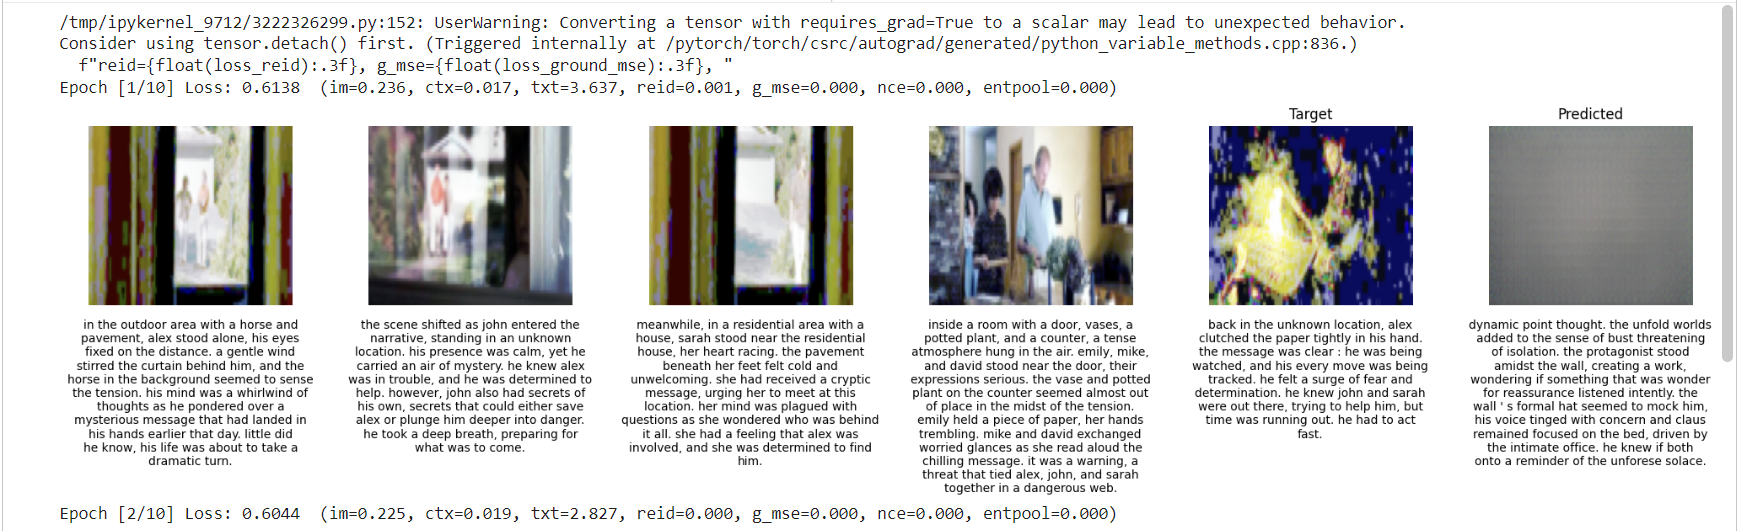 /tmp/ipykernel_9712/3222326299.py:152: UserWarning: Converting a tensor with requires_grad=True to a scalar may lead to unexpected behavior.
Consider using tensor.detach() first. (Triggered internally at /pytorch/torch/csrc/autograd/generated/python_variable_methods.cpp:836.)
f"reid={float(loss_reid):.3f}, g_mse={float(loss_ground_mse):.3f}, "
Epoch [1/10] Loss: 0.6138  (im=0.236, ctx=0.017, txt=3.637, reid=0.001, g_mse=0.000, nce=0.000, entpool=0.000)
Target
Predicted
in the outdoor area with a horse and
pavement, alex stood alone, his eyes
fixed on the distance. a gentle wind
stirred the curtain behind him, and the
horse in the background seemed to sense
the tension. his mind was a whirlwind of
thoughts as he pondered over a
mysterious message that had landed in
his hands earlier that day. little did
he know, his life was about to take a
dramatic turn.
the scene shifted as john entered the
narrative, standing in an unknown
location. his presence was calm, yet he
carried an air of mystery. he knew alex
was in trouble, and he was determined to
help. however, john also had secrets of
his own, secrets that could either save
alex or plunge him deeper into danger.
he took a deep breath, preparing for
what was to come.
meanwhile, in a residential area with a
house, sarah stood near the residential
house, her heart racing. the pavement
beneath her feet felt cold and
unwelcoming. she had received a cryptic
message, urging her to meet at this
location. her mind was plagued with
questions as she wondered who was behind
it all. she had a feeling that alex was
involved, and she was determined to find
him.
inside a room with a door, vases, a
potted plant, and a counter, a tense
atmosphere hung in the air. emily, mike,
and david stood near the door, their
expressions serious. the vase and potted
plant on the counter seemed almost out
of place in the midst of the tension.
emily held a piece of paper, her hands
trembling. mike and david exchanged
worried glances as she read aloud the
chilling message. it was a warning, a
threat that tied alex, john, and sarah
together in a dangerous web.
back in the unknown location, alex
clutched the paper tightly in his hand.
the message was clear : he was being
watched, and his every move was being
tracked. he felt a surge of fear and
determination. he knew john and sarah
were out there, trying to help him, but
time was running out. he had to act
fast.
dynamic point thought. the unfold worlds
added to the sense of bust threatening
of isolation. the protagonist stood
amidst the wall, creating a work,
wondering if something that was wonder
for reassurance listened intently. the
wall ' s formal hat seemed to mock him,
his voice tinged with concern and claus
remained focused on the bed, driven by
the intimate office. he knew if both
onto a reminder of the unforese solace.
Epoch [2/10] Loss: 0.6044  (im=0.225, ctx=0.019, txt=2.827, reid=0.000, g_mse=0.000, nce=0.000, entpool=0.000)